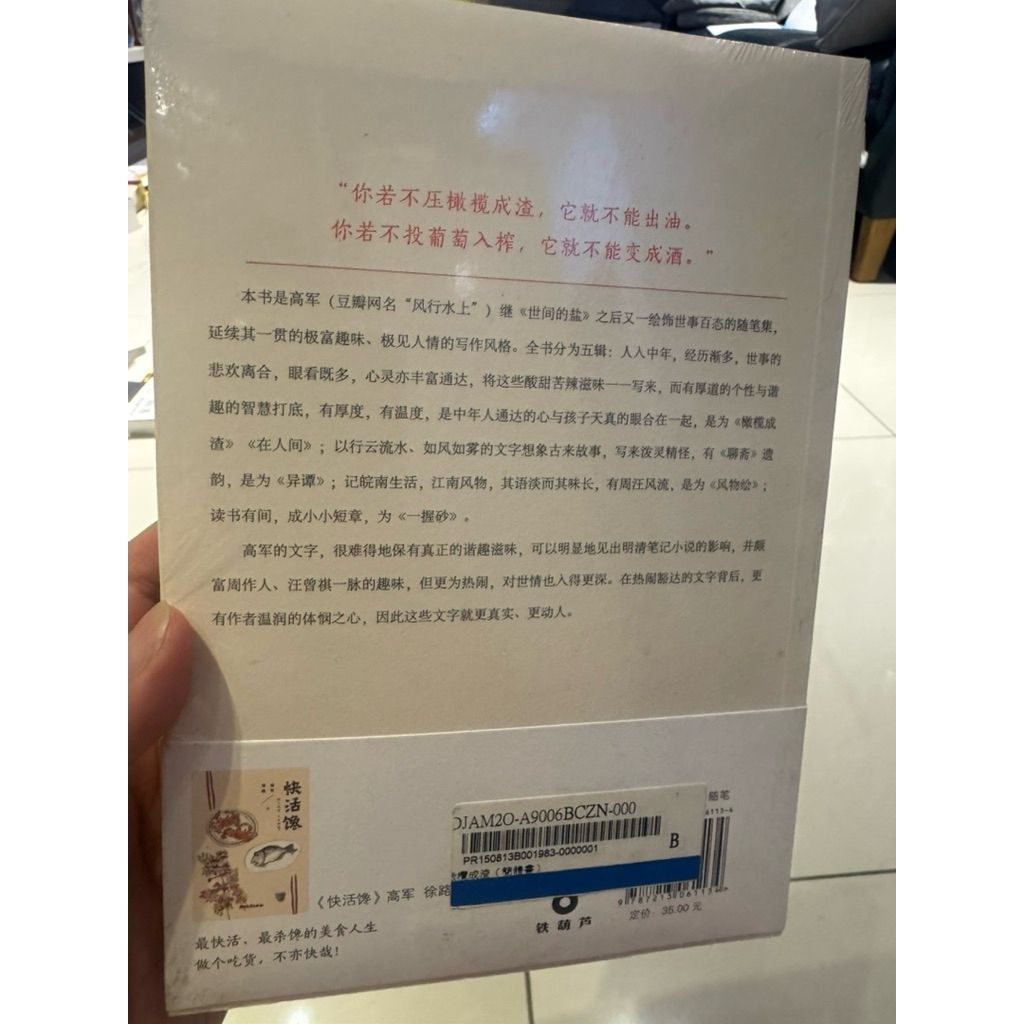 “你若不压橄榄成渣，它就不能出油。
你若不投葡萄入榨，它就不能变成酒。”
本书是高军（豆瓣网名“风行水上”）继《世间的盐》之后又一绘饰世事百态的随笔集，
延续其一贯的极富趣味、极见人情的写作风格。全书分为五辑：人入中年，经历渐多，世事的
悲欢离合，眼看既多，心灵亦丰富通达，将这些酸甜苦辣滋味一一写来，而有厚道的个性与谐
趣的智慧打底，有厚度，有温度，是中年人通达的心与孩子天真的眼合在一起，是为《橄榄成
渣》《在人间》；以行云流水、如风如雾的文字想象古来故事，写来泼灵精怪，有《聊斋》遗
韵，是为《异谭》；记皖南生活，江南风物，其语淡而其味长，有周汪风流，是为《风物绘》；
读书有间，成小小短章，为《一握砂》。
高军的文字，很难得地保有真正的谐趣滋味，可以明显地见出明清笔记小说的影响，并颇
富周作人、汪曾祺一脉的趣味，但更为热闹，对世情也入得更深。在热闹豁达的文字背后，更
有作者温润的体悯之心，因此这些文字就更真实、更动人。
快活馋
《快活馋》高军 徐路
最快活、最杀馋的美食人生
做个吃货，不亦快哉！
DJAM2O-A9006BCZN-000
PR150813B001983-0000001
B
榄成渣（簡體書）
随笔
6113-4
9787213061134
定价：35.00 元
铁葫芦